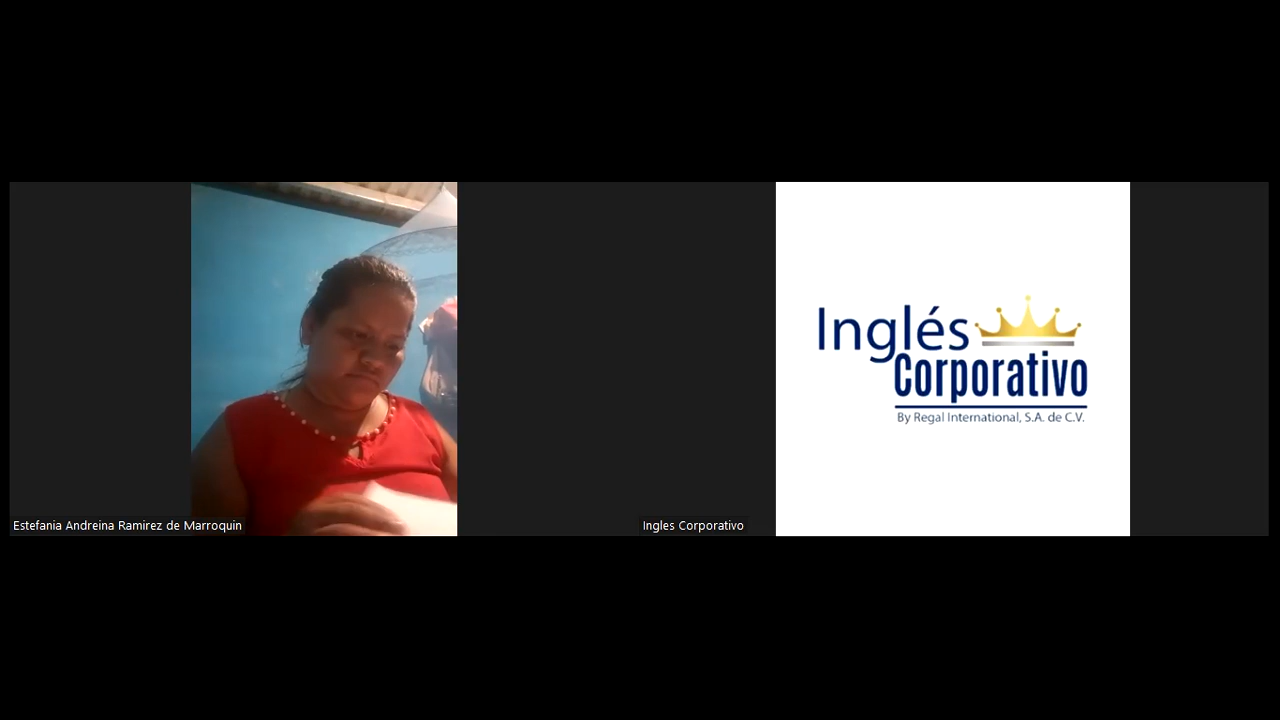 Inglés
Corporativo
By Regal International, S.A. de C.V.
Estefania Andreina Ramirez de Marroquin
Ingles Corporativo